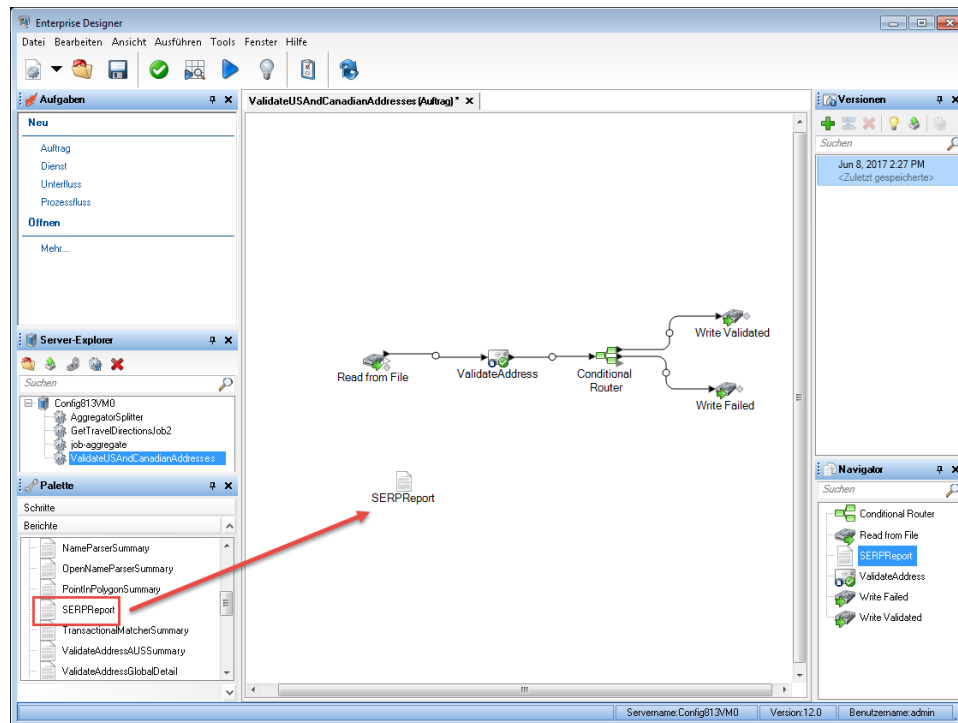 Enterprise Designer
Datei Bearbeiten Ansicht Ausführen Tools Fenster Hilfe
Aufgaben
Neu
Auftrag
Dienst
Unterfluss
Prozessfluss
Öffnen
Mehr...
Server-Explorer
Suchen
Config813VM0
AggregatorSplitter
GetTravelDirectionsJob2
job-aggregate
ValidateUSAndCanadianAddresses
Palette
Schritte
Berichte
NameParserSummary
OpenNameParserSummary
PointInPolygonSummary
SERPReport
TransactionalMatcherSummary
ValidateAddressAUSSummary
ValidateAddressGlobalDetail
ValidateUSAndCanadianAddresses (Auftrag) *
Read from File
ValidateAddress
Conditional
Router
Write Validated
Write Failed
SERPReport
Versionen
Suchen
Jun 8, 2017 2:27 PM
<Zuletzt gespeicherte>
Navigator
Suchen
Conditional Router
Read from File
SERPReport
ValidateAddress
Write Failed
Write Validated
Servername:Config813VM0 Version:12.0 Benutzername:admin